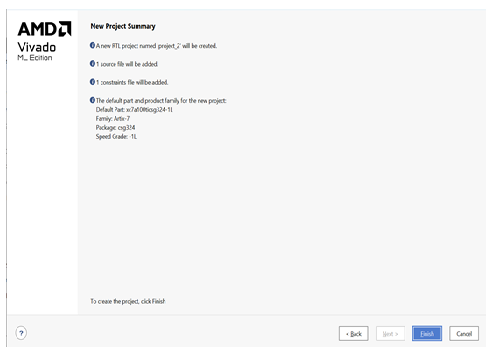 AMD
Vivado
ML Edition
New Project Summary
A new RTL project named 'project_2' will be created.
1 source file will be added.
1 constraints file will be added.
The default part and product family for the new project:
Default Part: xc7a100ticsg324-1L
Family: Artix-7
Package: csg324
Speed Grade: -1L
To create the project, click Finish
?
< Back
Next >
Finish
Cancel